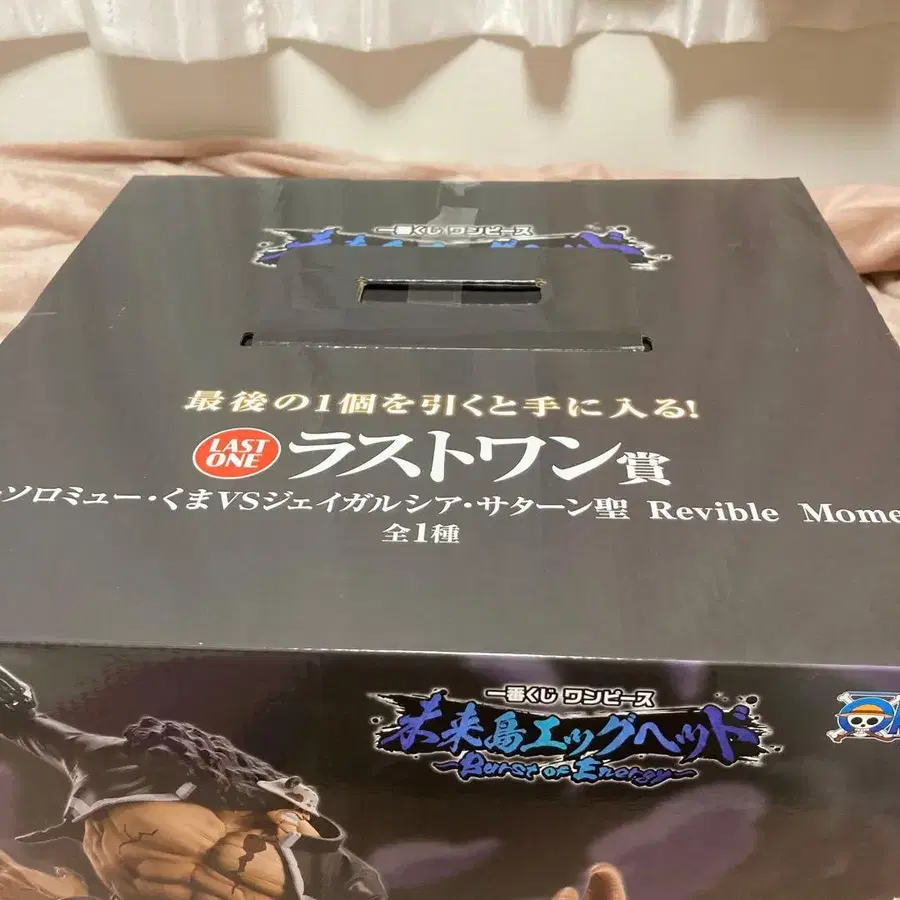 一番くじ ワンピース
最後の1個を引くと手に入る!
LAST ONE ラストワン賞
ソロミュー・くまVSジェイガルシア・サターン聖 Revible Mome
全1種
一番くじ ワンピース
未来島エッグヘッド
~Burst of Energy~